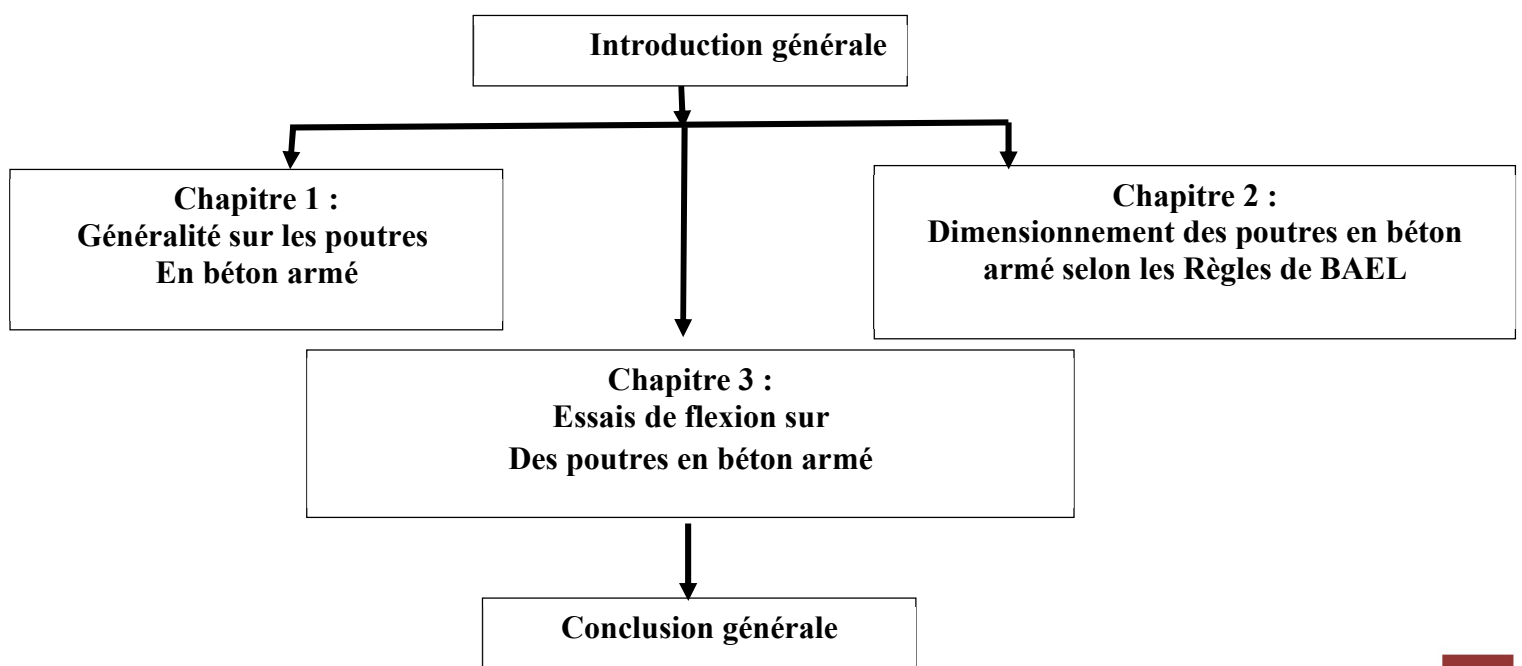 Introduction générale
Chapitre 1 :
Généralité sur les poutres
En béton armé
Chapitre 2 :
Dimensionnement des poutres en béton
armé selon les Règles de BAEL
Chapitre 3 :
Essais de flexion sur
Des poutres en béton armé
Conclusion générale